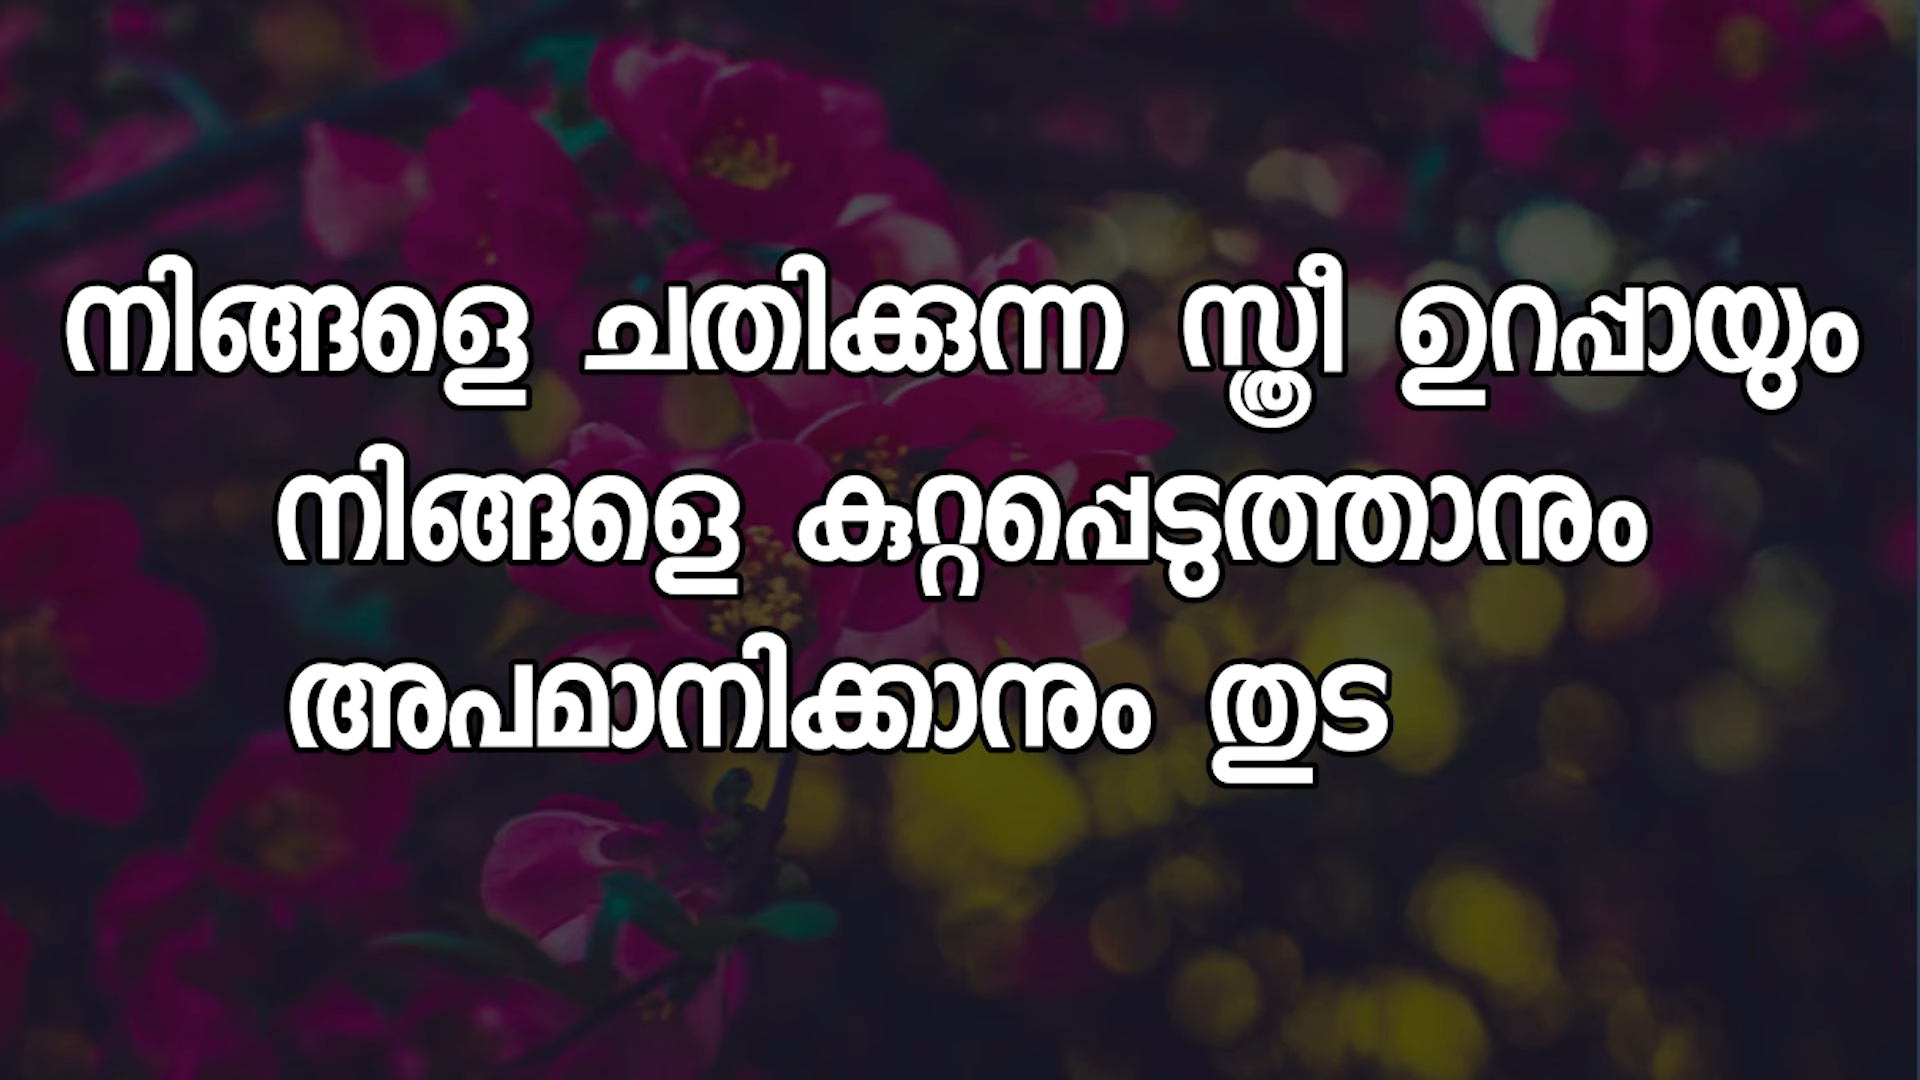 നിങ്ങളെ ചതിക്കുന്ന സ്ത്രീ ഉറപ്പായും
നിങ്ങളെ കുറ്റപ്പെടുത്താനും
അപമാനിക്കാനും തുട